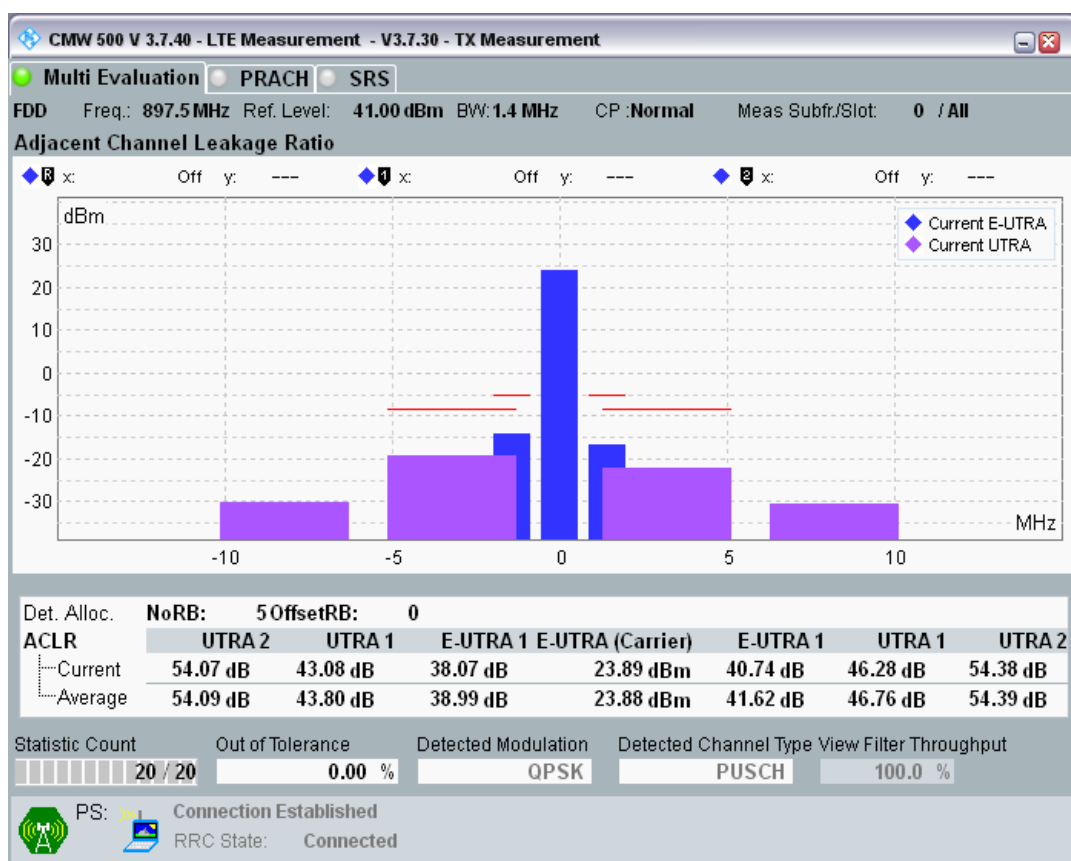 CMW 500 V 3.7.40 - LTE Measurement - V3.7.30 - TX Measurement
Multi Evaluation PRACH SRS
FDD Freq.: 897.5 MHz Ref. Level: 41.00 dBm BW: 1.4 MHz CP :Normal Meas Subfr./Slot: 0 / All
Adjacent Channel Leakage Ratio
R x: Off y: --- 1 x: Off y: --- 2 x: Off y: ---
dBm
Current E-UTRA
Current UTRA
30
20
10
0
-10
-20
-30
MHz
-10 -5 0 5 10
Det. Alloc. NoRB: 5 OffsetRB: 0
ACLR UTRA 2 UTRA 1 E-UTRA 1 E-UTRA (Carrier) E-UTRA 1 UTRA 1 UTRA 2
Current 54.07 dB 43.08 dB 38.07 dB 23.89 dBm 40.74 dB 46.28 dB 54.38 dB
Average 54.09 dB 43.80 dB 38.99 dB 23.88 dBm 41.62 dB 46.76 dB 54.39 dB
Statistic Count Out of Tolerance Detected Modulation Detected Channel Type View Filter Throughput
20 / 20 0.00 % QPSK PUSCH 100.0 %
PS: Connection Established
RRC State: Connected